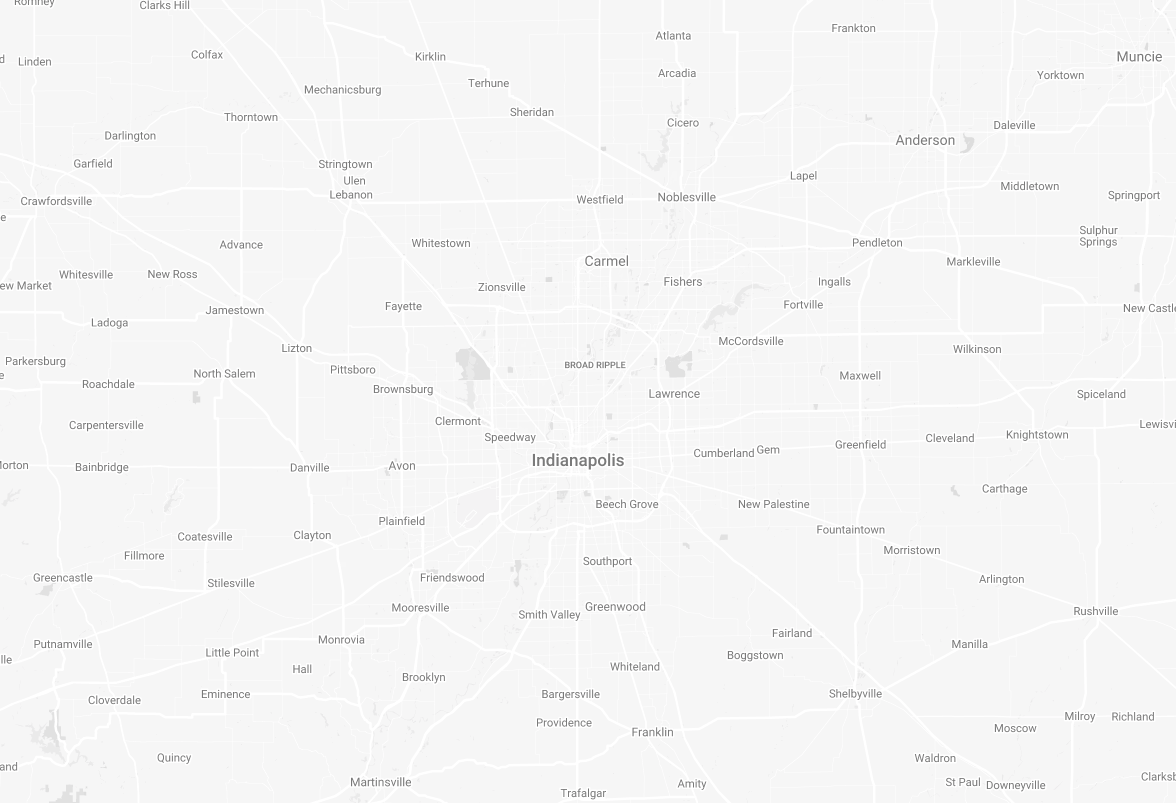 Romney
Clarks Hill
Frankton
Atlanta
Colfax
Kirklin
Muncie
Linden
Arcadia
Yorktown
Terhune
Mechanicsburg
Sheridan
Thorntown
Cicero
Daleville
Darlington
Anderson
Garfield
Stringtown
Lapel
Ulen
Middletown
Lebanon
Springport
Noblesville
Westfield
Crawfordsville
Sulphur
Springs
Whitestown
Pendleton
Advance
Carmel
Markleville
Whitesville
New Ross
Fishers
Ingalls
ew Market
Zionsville
Fayette
Fortville
New Castle
Jamestown
Ladoga
McCordsville
Lizton
Wilkinson
Parkersburg
BROAD RIPPLE
Pittsboro
North Salem
Maxwell
Roachdale
Brownsburg
Lawrence
Spiceland
Clermont
Carpentersville
Lewisvi
Speedway
Knightstown
Cleveland
Greenfield
Gem
Cumberland
Indianapolis
orton
Bainbridge
Danville
Avon
Carthage
Beech Grove
New Palestine
Plainfield
Fountaintown
Clayton
Coatesville
Morristown
Fillmore
Southport
Greencastle
Friendswood
Arlington
Stilesville
Mooresville
Greenwood
Smith Valley
Rushville
Fairland
Monrovia
Putnamville
Manilla
Little Point
Boggstown
lle
Whiteland
Hall
Brooklyn
Eminence
Bargersville
Shelbyville
Cloverdale
Milroy
Richland
Providence
Moscow
Franklin
Quincy
Waldron
and
Clarksb
Martinsville
St Paul
Amity
Downeyville
Trafalgar